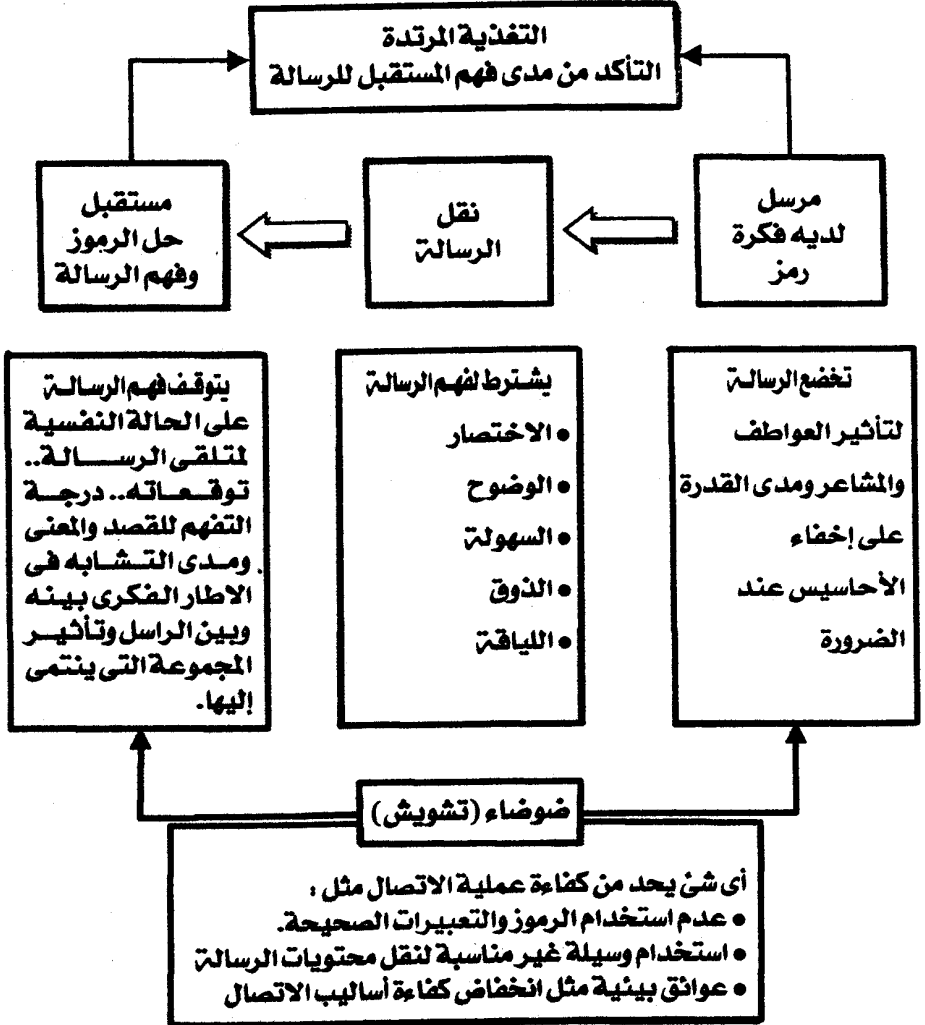 التغذية المرتدة
التأكد من مدى فهم المستقبل للرسالة
مرسل
لديه فكرة
رمز
نقل
الرسالة
مستقبل
حل الرموز
وفهم الرسالة
تخضع الرسالة
لتأثير العواطف
والمشاعر ومدى القدرة
على إخفاء
الأحاسيس عند
الضرورة
يشترط لفهم الرسالة
• الاختصار
• الوضوح
• السهولة
• الذوق
• اللياقة
يتوقف فهم الرسالة
على الحالة النفسية
لمتلقى الرسالة..
توقعاته.. درجة
التفهم للقصد والمعنى
ومدى التشابه فى
الاطار الفكرى بينه
وبين الراسل وتأثير
المجموعة التى ينتمى
إليها.
ضوضاء (تشويش)
أى شئ يحد من كفاءة عملية الاتصال مثل :
• عدم استخدام الرموز والتعبيرات الصحيحة.
• استخدام وسيلة غير مناسبة لنقل محتويات الرسالة
• عوائق بيئية مثل انخفاض كفاءة أساليب الاتصال